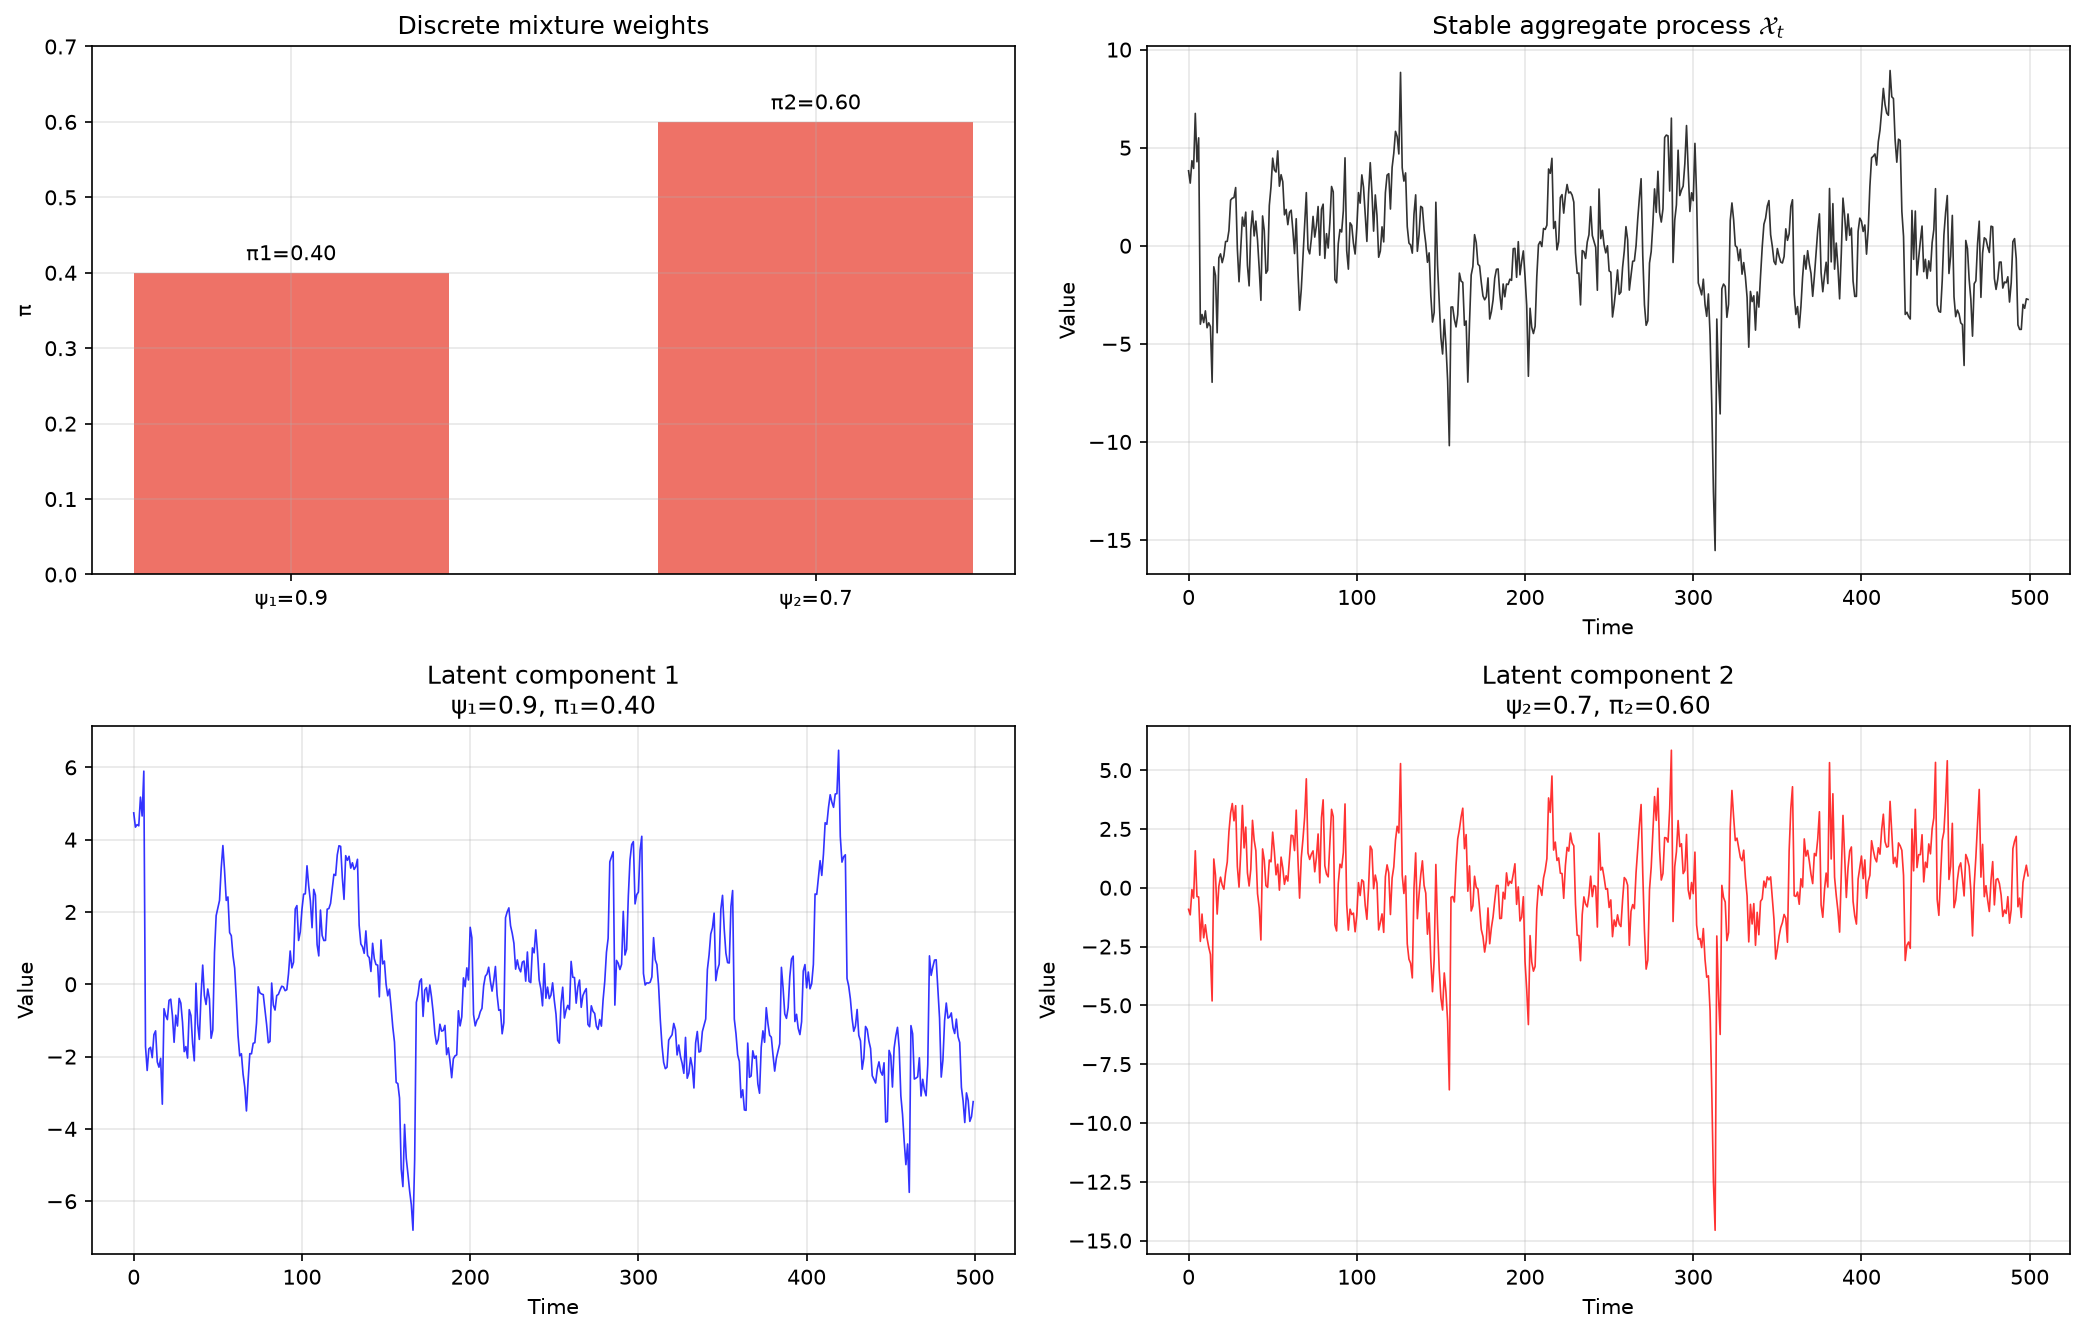 Discrete mixture weights
0.7
0.6
0.5
0.4
0.3
0.2
0.1
0.0
π
π1=0.40
π2=0.60
ψ₁=0.9
ψ₂=0.7
Stable aggregate process 𝒳ₜ
10
5
0
−5
−10
−15
Value
0 100 200 300 400 500
Time
Latent component 1
ψ₁=0.9, π₁=0.40
6
4
2
0
−2
−4
−6
Value
0 100 200 300 400 500
Time
Latent component 2
ψ₂=0.7, π₂=0.60
5.0
2.5
0.0
−2.5
−5.0
−7.5
−10.0
−12.5
−15.0
Value
0 100 200 300 400 500
Time